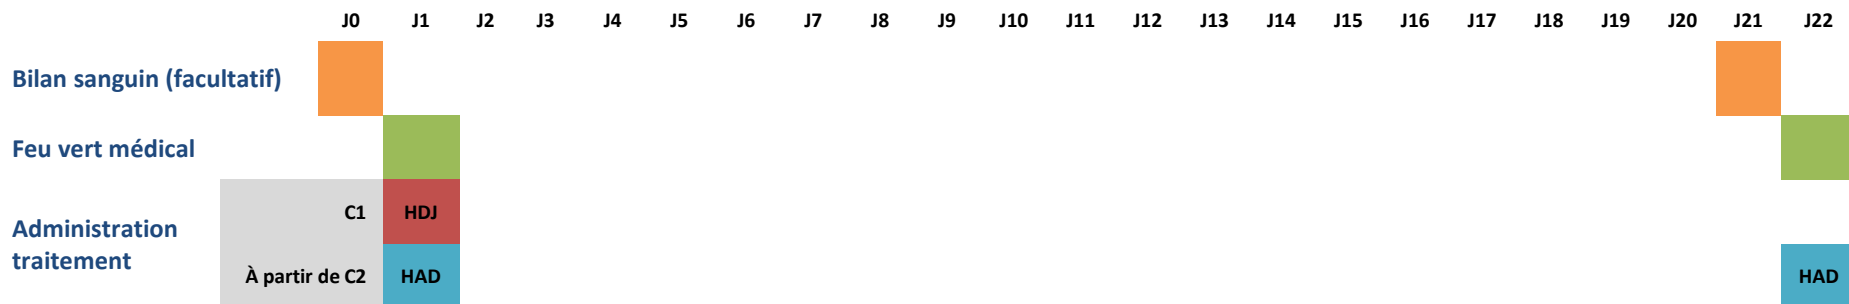 J0 J1 J2 J3 J4 J5 J6 J7 J8 J9 J10 J11 J12 J13 J14 J15 J16 J17 J18 J19 J20 J21 J22
Bilan sanguin (facultatif)
Feu vert médical
Administration
traitement
C1 HDJ
À partir de C2 HAD HAD